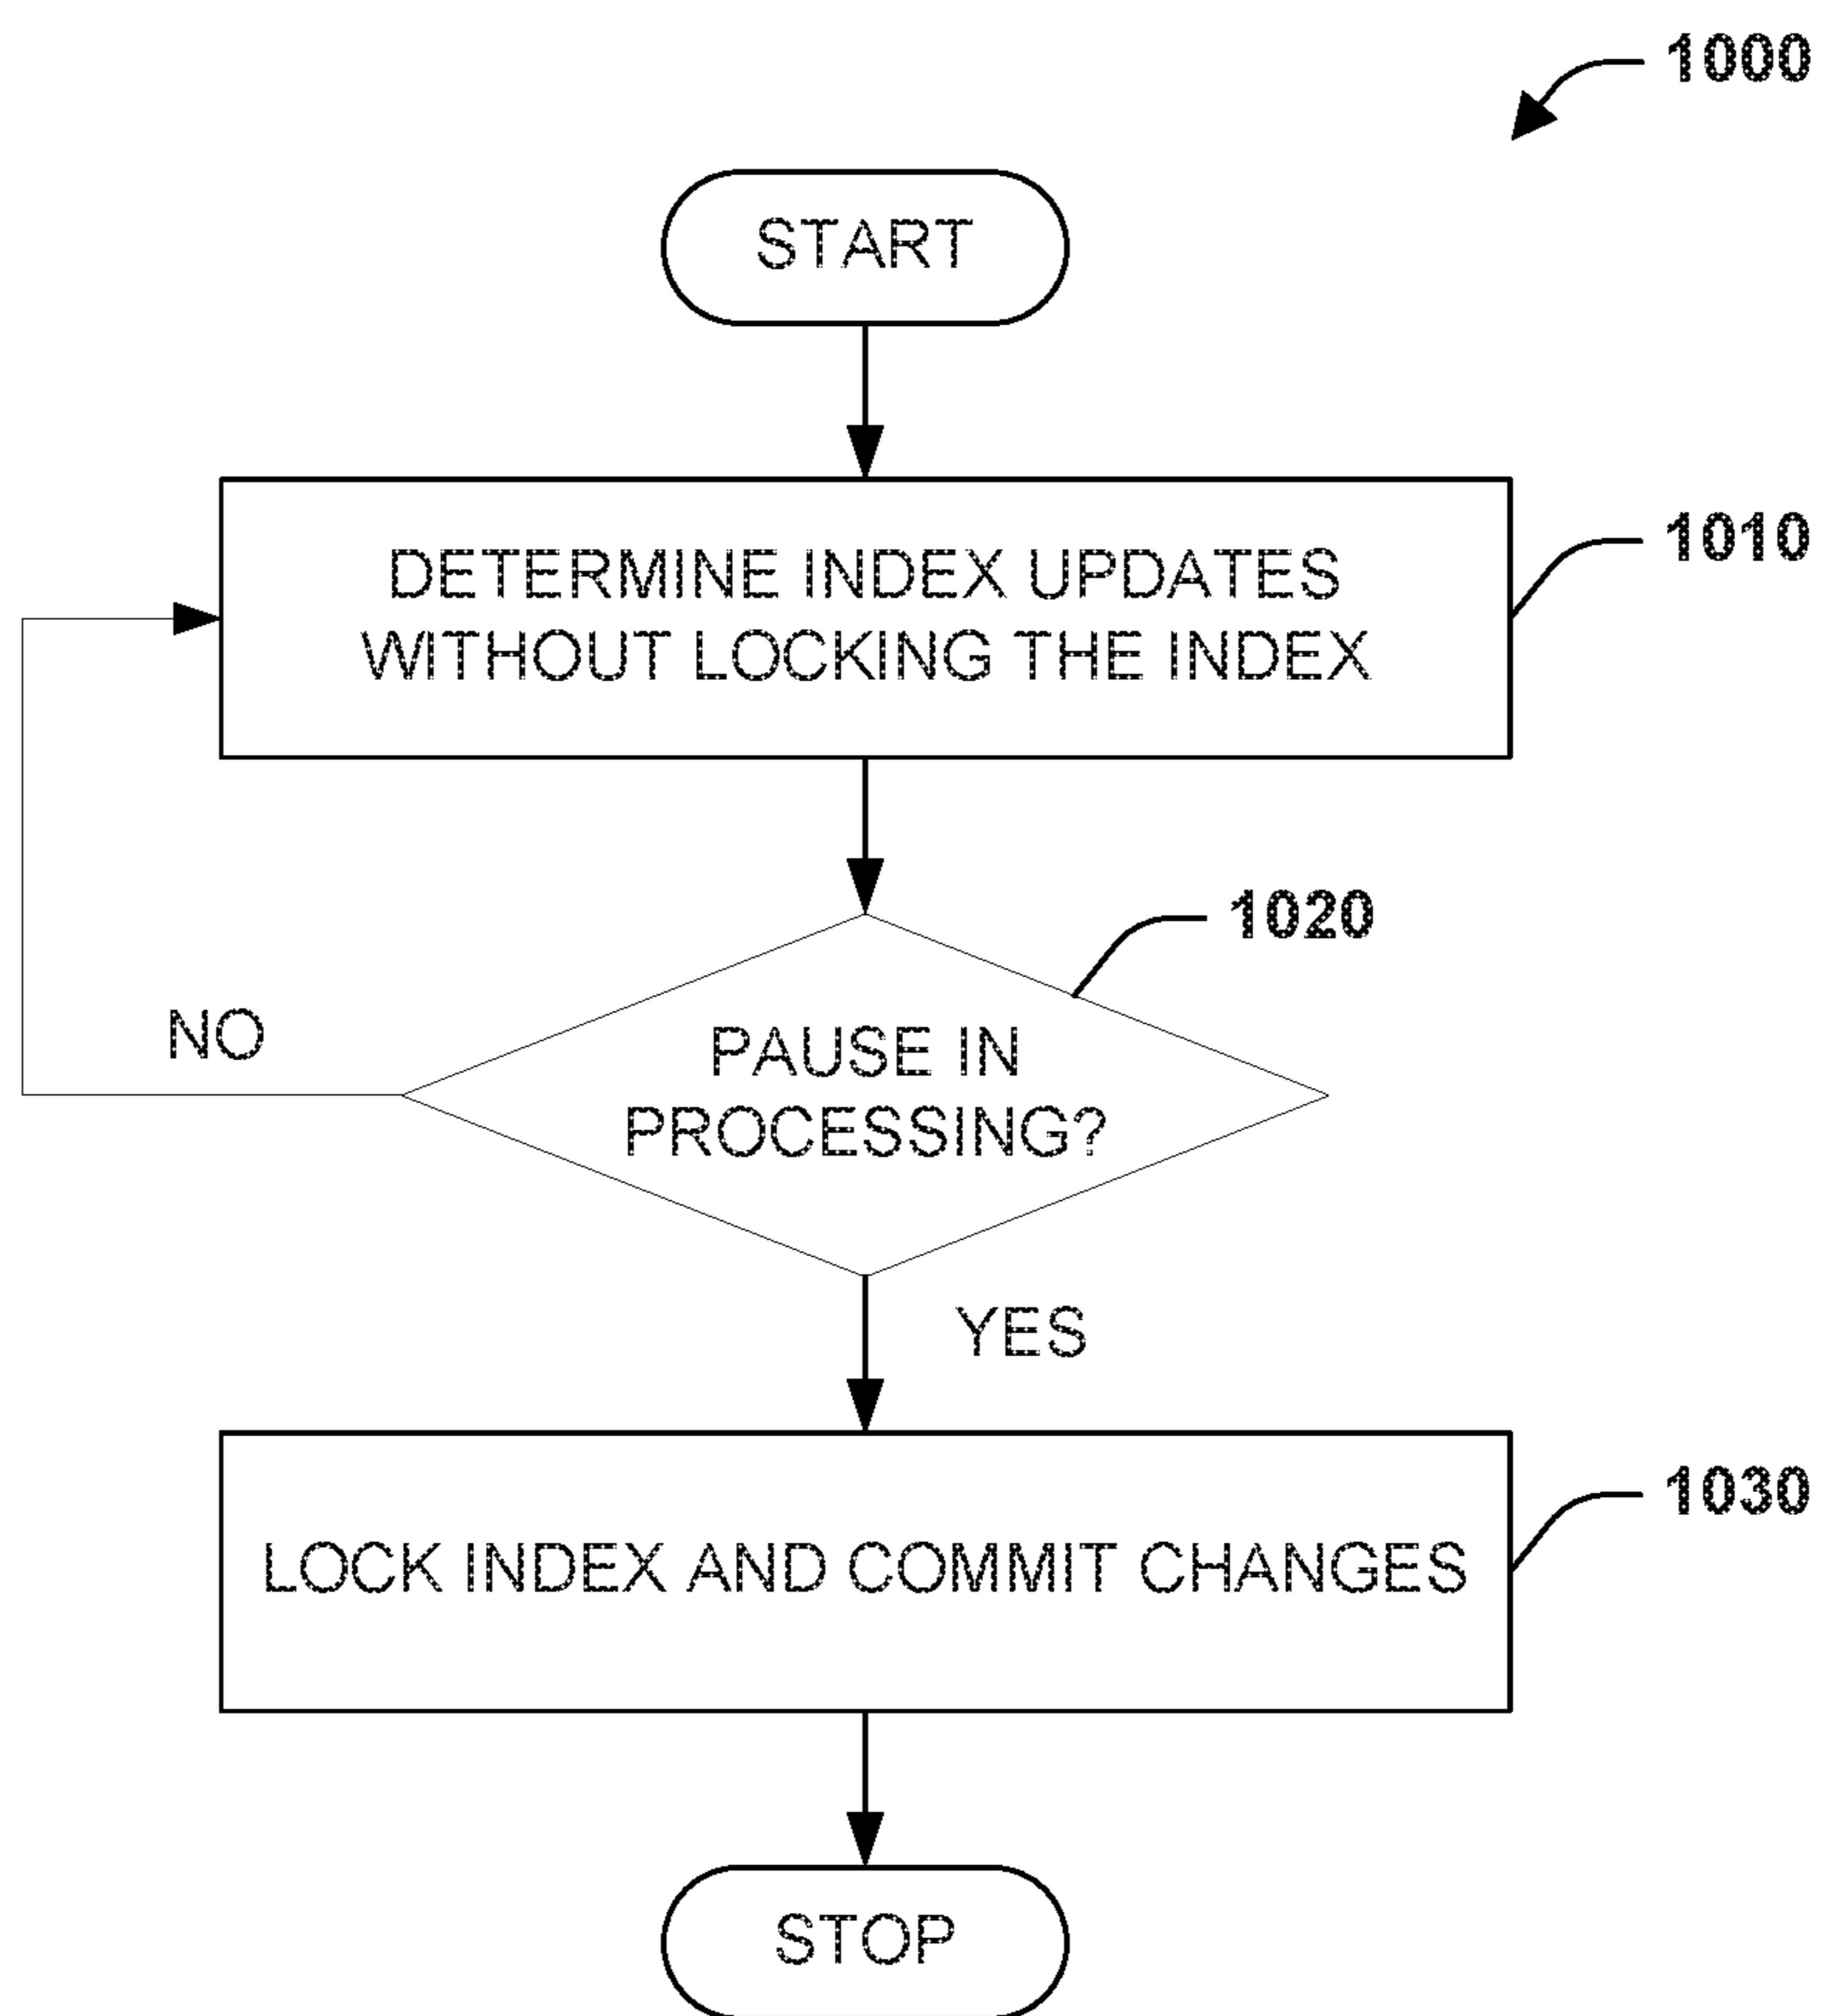 1000
START
DETERMINE INDEX UPDATES
WITHOUT LOCKING THE INDEX
1010
1020
NO
PAUSE IN
PROCESSING?
YES
LOCK INDEX AND COMMIT CHANGES
1030
STOP